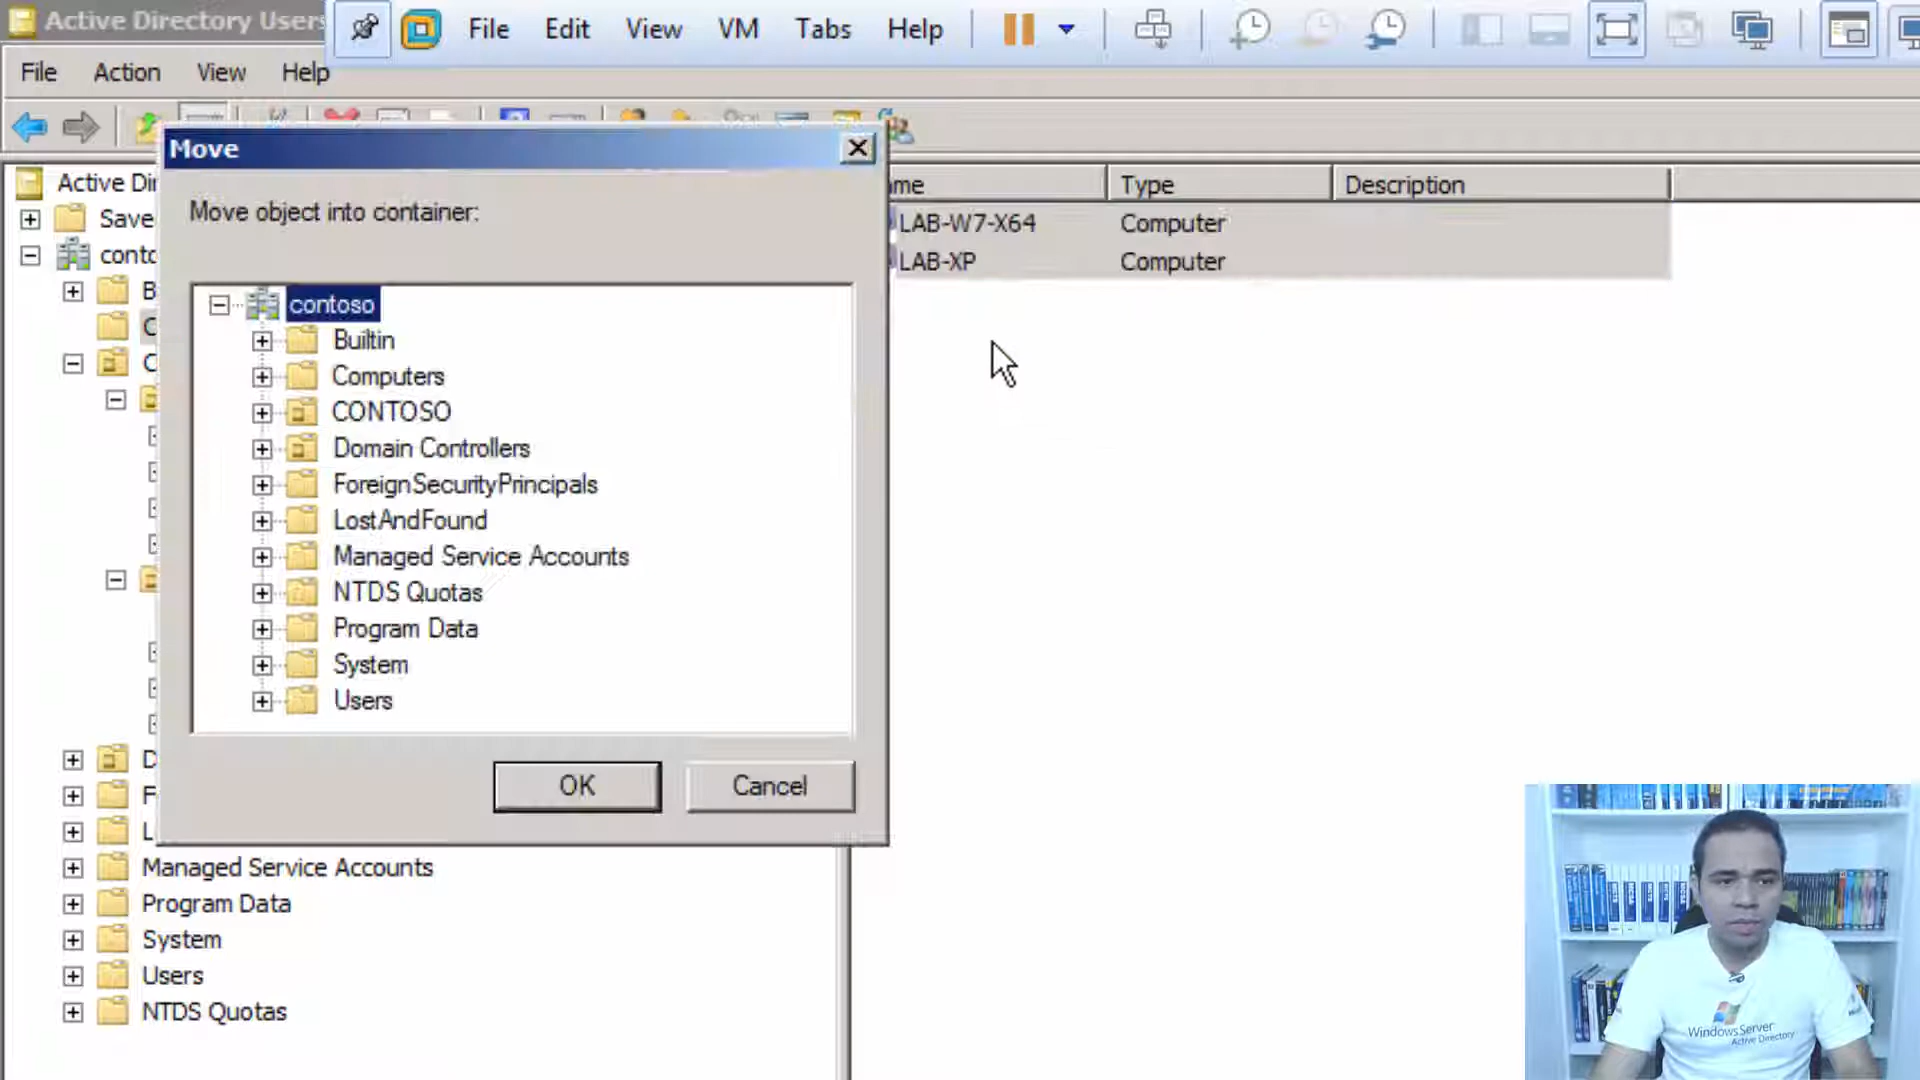 Active Directory Users
File Edit View VM Tabs Help
File Action View Help
Move
Move object into container:
contoso
Builtin
Computers
CONTOSO
Domain Controllers
ForeignSecurityPrincipals
LostAndFound
Managed Service Accounts
NTDS Quotas
Program Data
System
Users
OK Cancel
Active Dir
Save
conto
B
C
C
D
F
L
Managed Service Accounts
Program Data
System
Users
NTDS Quotas
me Type Description
LAB-W7-X64 Computer
LAB-XP Computer
Windows Server
Active Directory